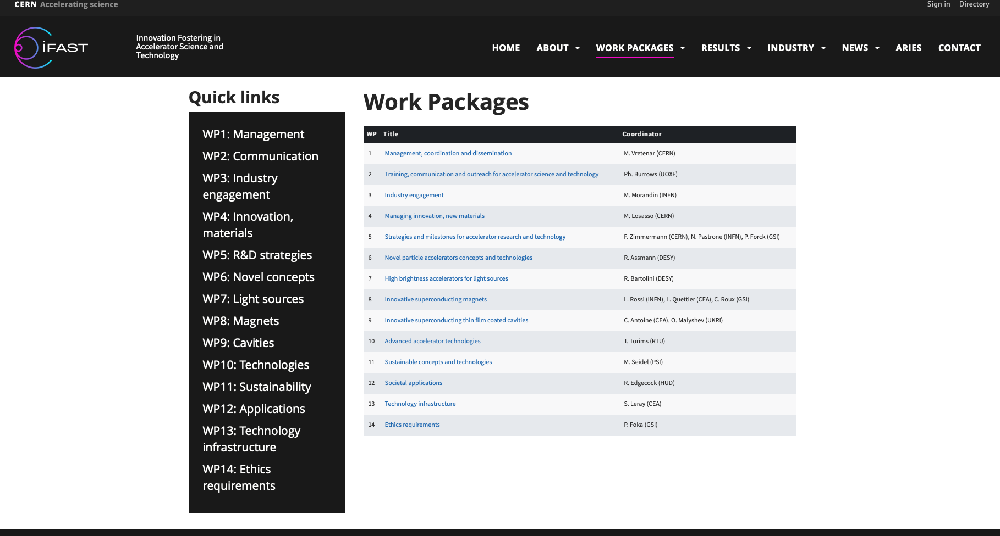 CERN Accelerating science
Sign in Directory
iFAST
Innovation Fostering in
Accelerator Science and
Technology
HOME ABOUT WORK PACKAGES RESULTS INDUSTRY NEWS ARIES CONTACT
Quick links
WP1: Management
WP2: Communication
WP3: Industry
engagement
WP4: Innovation,
materials
WP5: R&D strategies
WP6: Novel concepts
WP7: Light sources
WP8: Magnets
WP9: Cavities
WP10: Technologies
WP11: Sustainability
WP12: Applications
WP13: Technology
infrastructure
WP14: Ethics
requirements
Work Packages
WP Title Coordinator
1 Management, coordination and dissemination M. Vretenar (CERN)
2 Training, communication and outreach for accelerator science and technology Ph. Burrows (UOXF)
3 Industry engagement M. Morandin (INFN)
4 Managing innovation, new materials M. Losasso (CERN)
5 Strategies and milestones for accelerator research and technology F. Zimmermann (CERN), N. Pastrone (INFN), P. Forck (GSI)
6 Novel particle accelerators concepts and technologies R. Assmann (DESY)
7 High brightness accelerators for light sources R. Bartolini (DESY)
8 Innovative superconducting magnets L. Rossi (INFN), L. Quettier (CEA), C. Roux (GSI)
9 Innovative superconducting thin film coated cavities C. Antoine (CEA), O. Malyshev (UKRI)
10 Advanced accelerator technologies T. Torims (RTU)
11 Sustainable concepts and technologies M. Seidel (PSI)
12 Societal applications R. Edgecock (HUD)
13 Technology infrastructure S. Leray (CEA)
14 Ethics requirements P. Foka (GSI)